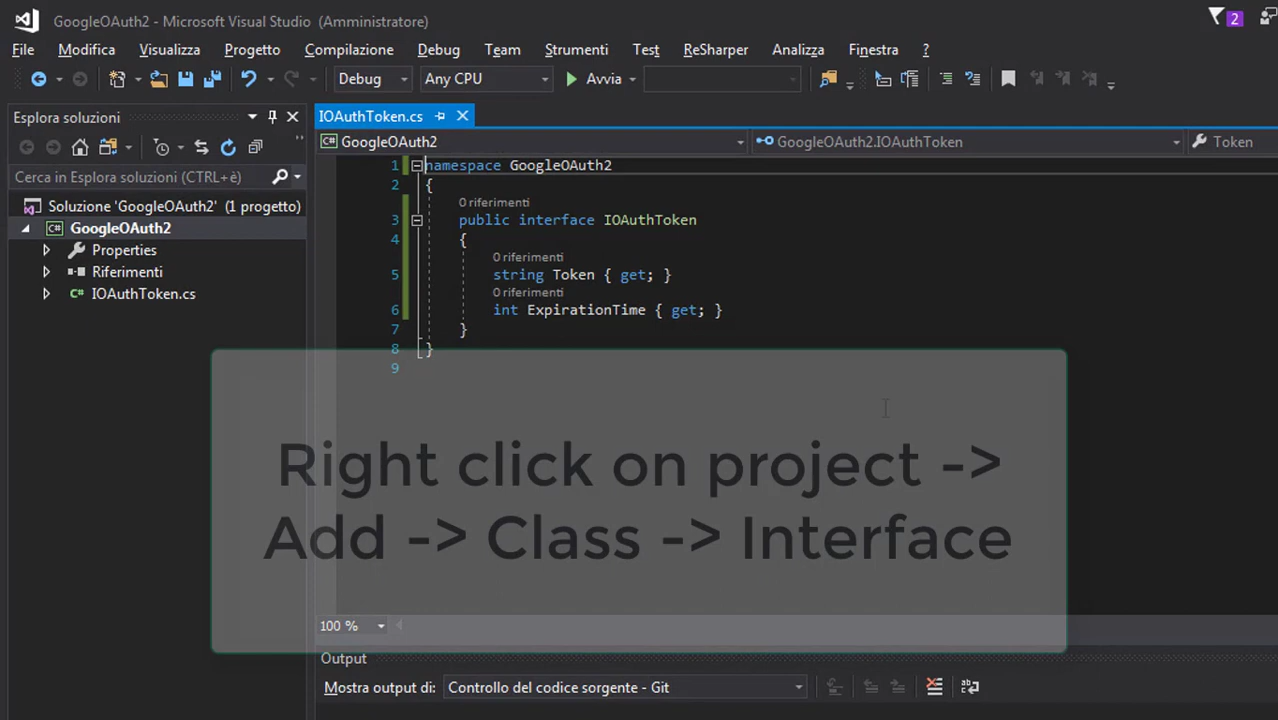 GoogleOAuth2 - Microsoft Visual Studio (Amministratore)
2
File Modifica Visualizza Progetto Compilazione Debug Team Strumenti Test ReSharper Analizza Finestra ?
Debug Any CPU Avvia
Esplora soluzioni
IOAuthToken.cs
GoogleOAuth2 GoogleOAuth2.IOAuthToken Token
Cerca in Esplora soluzioni (CTRL+è)
Soluzione 'GoogleOAuth2' (1 progetto)
C# GoogleOAuth2
Properties
Riferimenti
C# IOAuthToken.cs
1 namespace GoogleOAuth2
2 {
0 riferimenti
3 public interface IOAuthToken
4 {
0 riferimenti
5 string Token { get; }
0 riferimenti
6 int ExpirationTime { get; }
7 }
8 }
9
Right click on project ->
Add -> Class -> Interface
100 %
Output
Mostra output di: Controllo del codice sorgente - Git